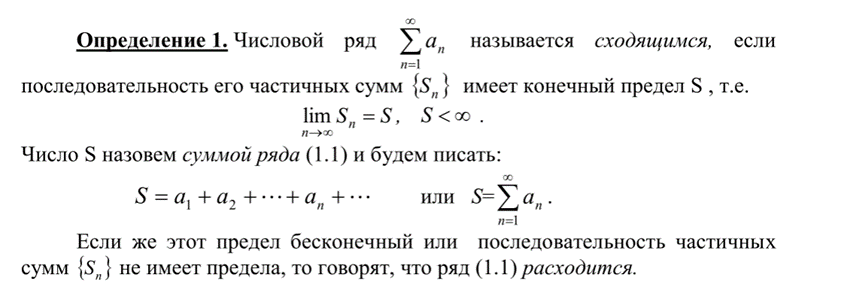 Определение 1. Числовой ряд $\sum_{n=1}^{\infty} a_n$ называется сходящимся, если
последовательность его частичных сумм $\{S_n\}$ имеет конечный предел S , т.е.
$\lim_{n \to \infty} S_n = S, \quad S < \infty$ .
Число S назовем суммой ряда (1.1) и будем писать:
$S = a_1 + a_2 + \cdots + a_n + \cdots$ или $S = \sum_{n=1}^{\infty} a_n$ .
Если же этот предел бесконечный или последовательность частичных
сумм $\{S_n\}$ не имеет предела, то говорят, что ряд (1.1) расходится.